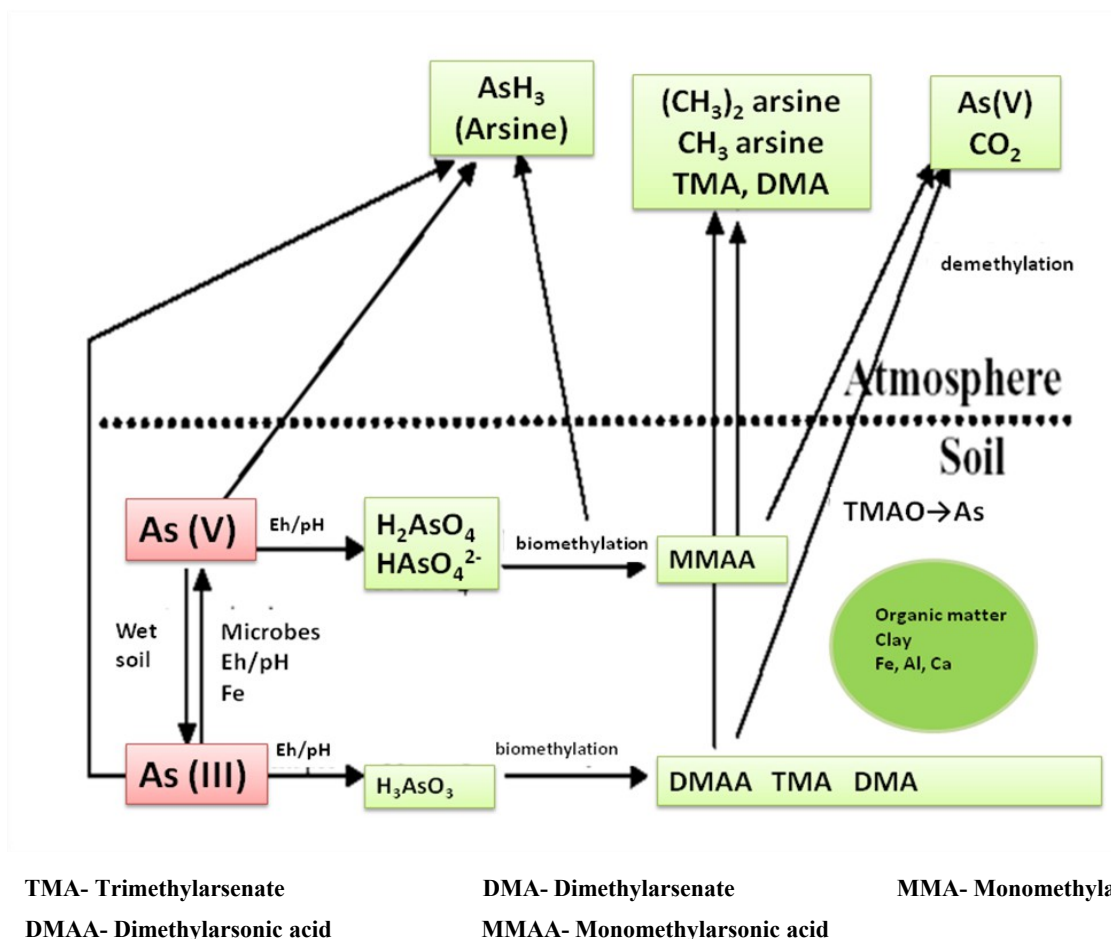 AsH₃
(Arsine)
(CH₃)₂ arsine
CH₃ arsine
TMA, DMA
As(V)
CO₂
demethylation
Atmosphere
Soil
As (V)
Eh/pH
H₂AsO₄
HAsO₄²⁻
biomethylation
MMAA
TMAO→As
Wet
soil
Microbes
Eh/pH
Fe
Organic matter
Clay
Fe, Al, Ca
As (III)
Eh/pH
H₃AsO₃
biomethylation
DMAA TMA DMA
TMA- Trimethylarsenate DMA- Dimethylarsenate MMA-
DMAA- Dimethylarsonic acid MMAA- Monomethylarsonic acid